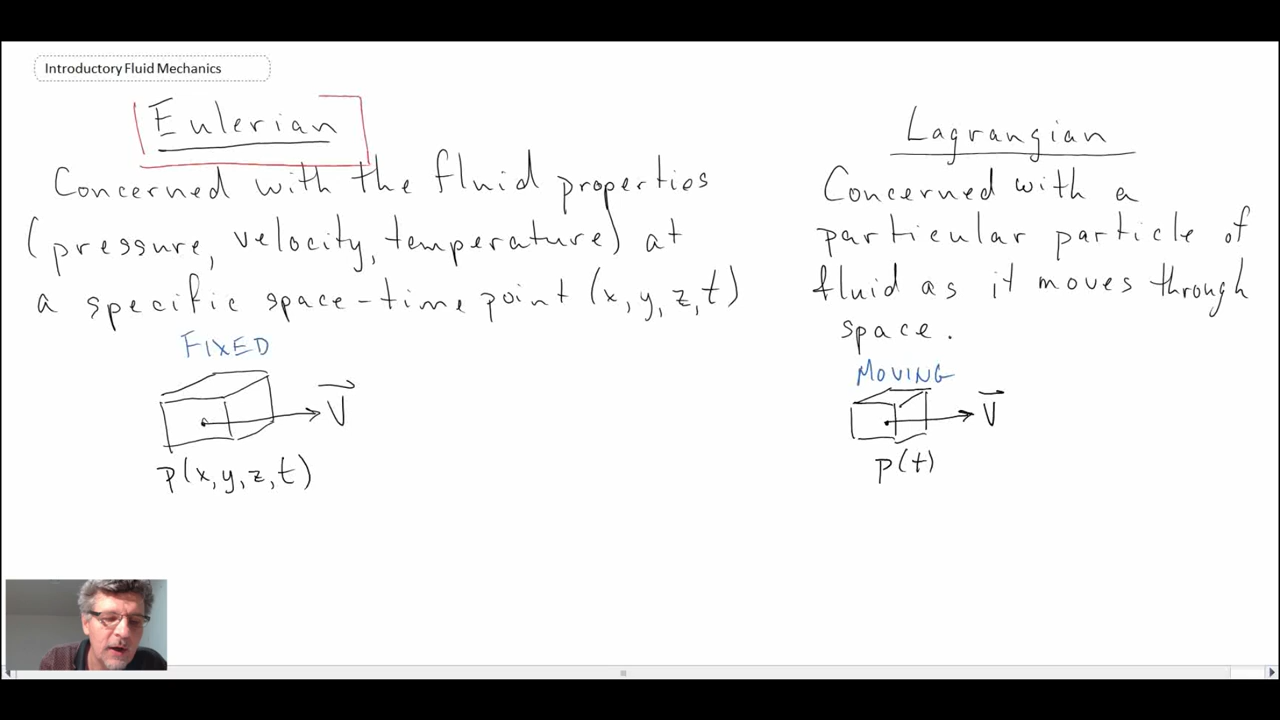 Introductory Fluid Mechanics
Eulerian
Concerned with the fluid properties
(pressure, velocity, temperature) at
a specific space-time point (x, y, z, t)
FIXED
V
p(x, y, z, t)
Lagrangian
Concerned with a
particular particle of
fluid as it moves through
space.
MOVING
V
p(t)